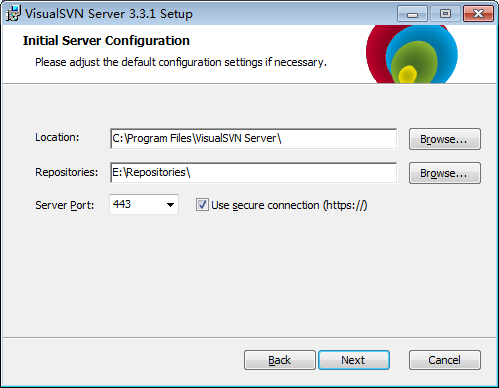 VisualSVN Server 3.3.1 Setup
Initial Server Configuration
Please adjust the default configuration settings if necessary.
Location: C:\Program Files\VisualSVN Server\ Browse...
Repositories: E:\Repositories\ Browse...
Server Port: 443 Use secure connection (https://)
Back Next Cancel